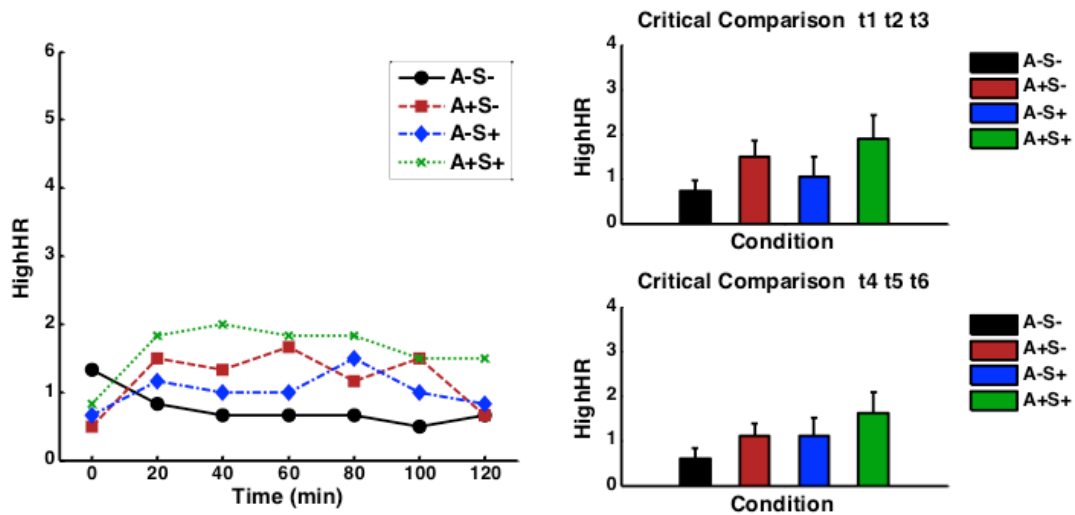 6
5
4
3
2
1
0
HighHR
0 20 40 60 80 100 120
Time (min)
A-S-
A+S-
A-S+
A+S+
Critical Comparison t1 t2 t3
4
3
2
1
0
HighHR
Condition
A-S-
A+S-
A-S+
A+S+
Critical Comparison t4 t5 t6
4
3
2
1
0
HighHR
Condition
A-S-
A+S-
A-S+
A+S+